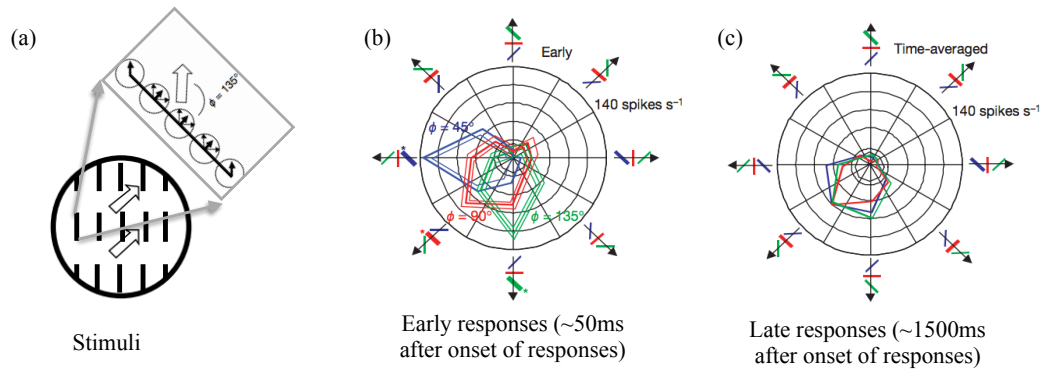 (a)
ϕ = 135°
Stimuli
(b)
Early
140 spikes s⁻¹
ϕ = 45°
*
ϕ = 90°
ϕ = 135°
*
*
Early responses (~50ms
after onset of responses)
(c)
Time-averaged
140 spikes s⁻¹
Late responses (~1500ms
after onset of responses)